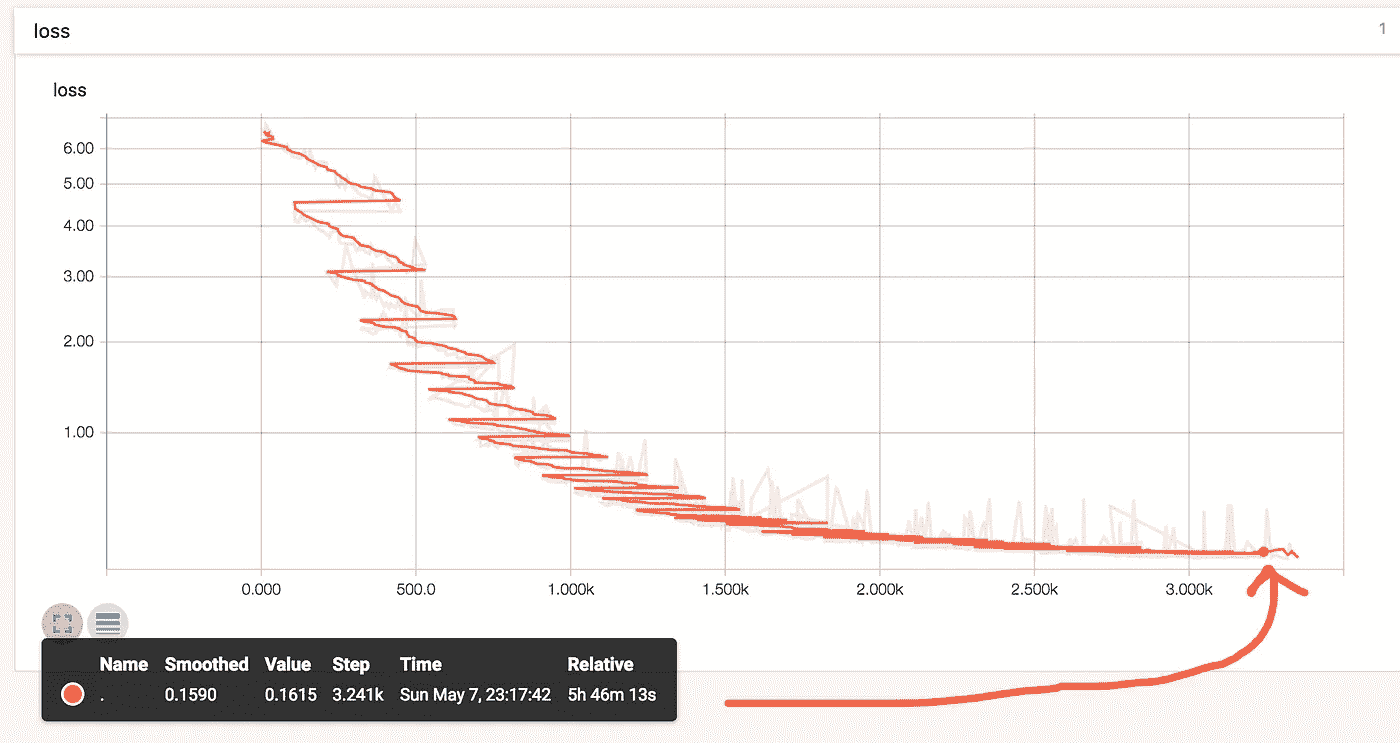 loss 1
loss
6.00
5.00
4.00
3.00
2.00
1.00
0.000 500.0 1.000k 1.500k 2.000k 2.500k 3.000k
Name Smoothed Value Step Time Relative
. 0.1590 0.1615 3.241k Sun May 7, 23:17:42 5h 46m 13s